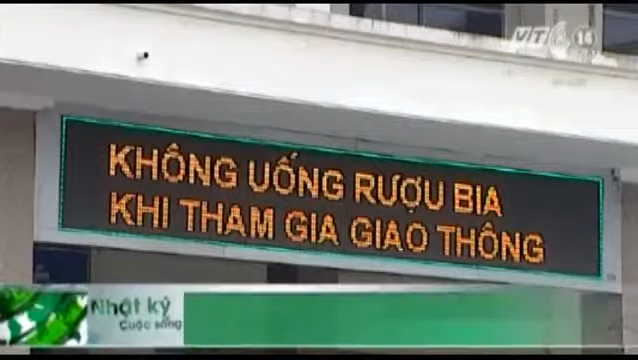 VTC 14
KHÔNG UỐNG RƯỢU BIA
KHI THAM GIA GIAO THÔNG
Nhật ký
Cuộc sống